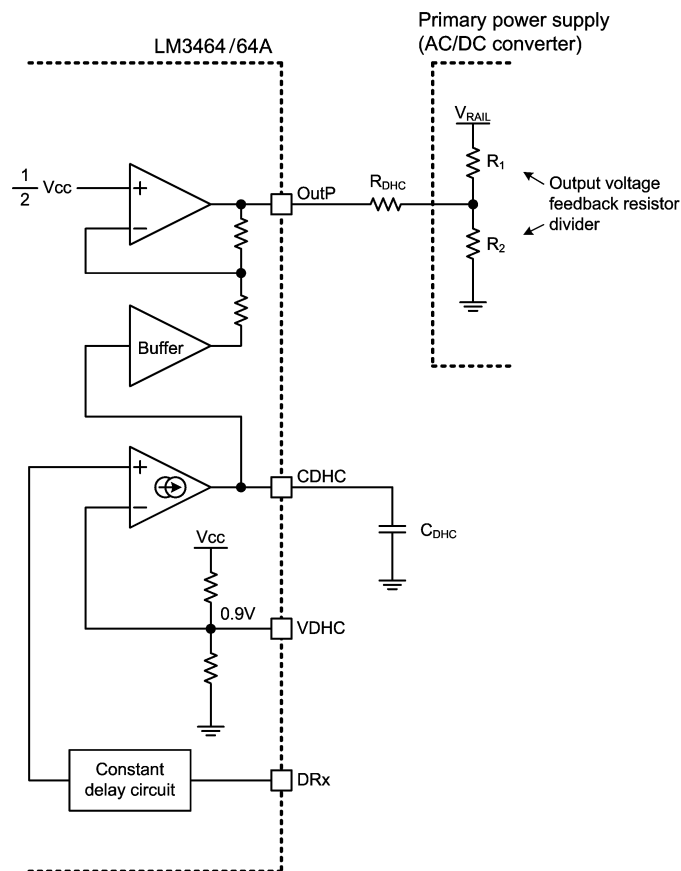 Primary power supply
(AC/DC converter)
LM3464/64A
VRAIL
R1
R2
Output voltage
feedback resistor
divider
1
2
Vcc
+
−
OutP
RDHC
Buffer
+
−
CDHC
CDHC
Vcc
0.9V
VDHC
Constant
delay circuit
DRx